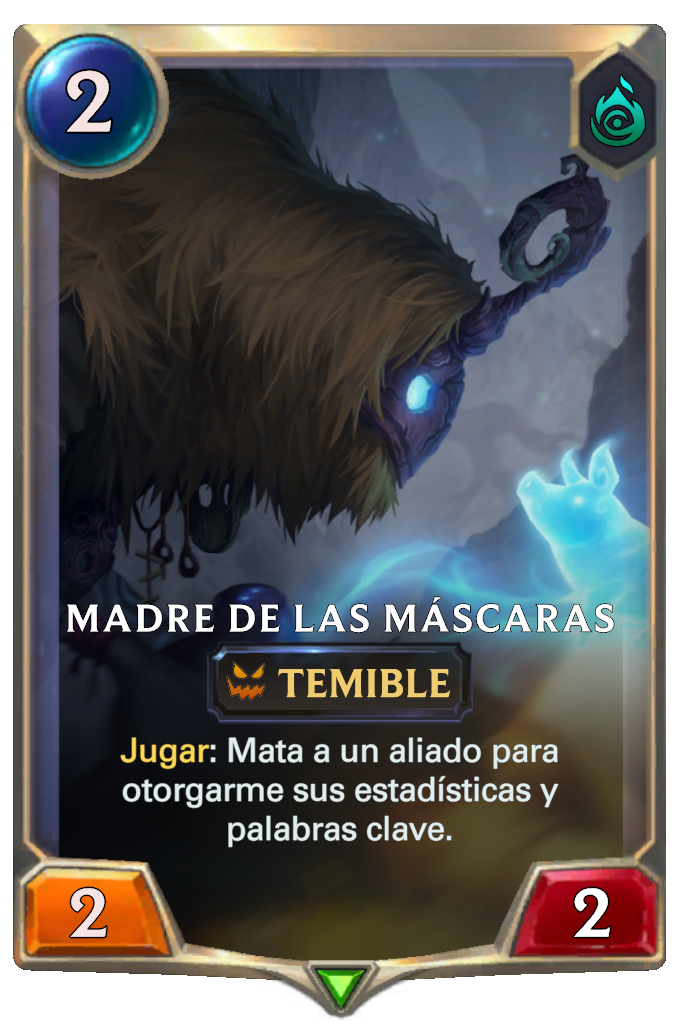 2
MADRE DE LAS MÁSCARAS
TEMIBLE
Jugar: Mata a un aliado para
otorgarme sus estadísticas y
palabras clave.
2
2